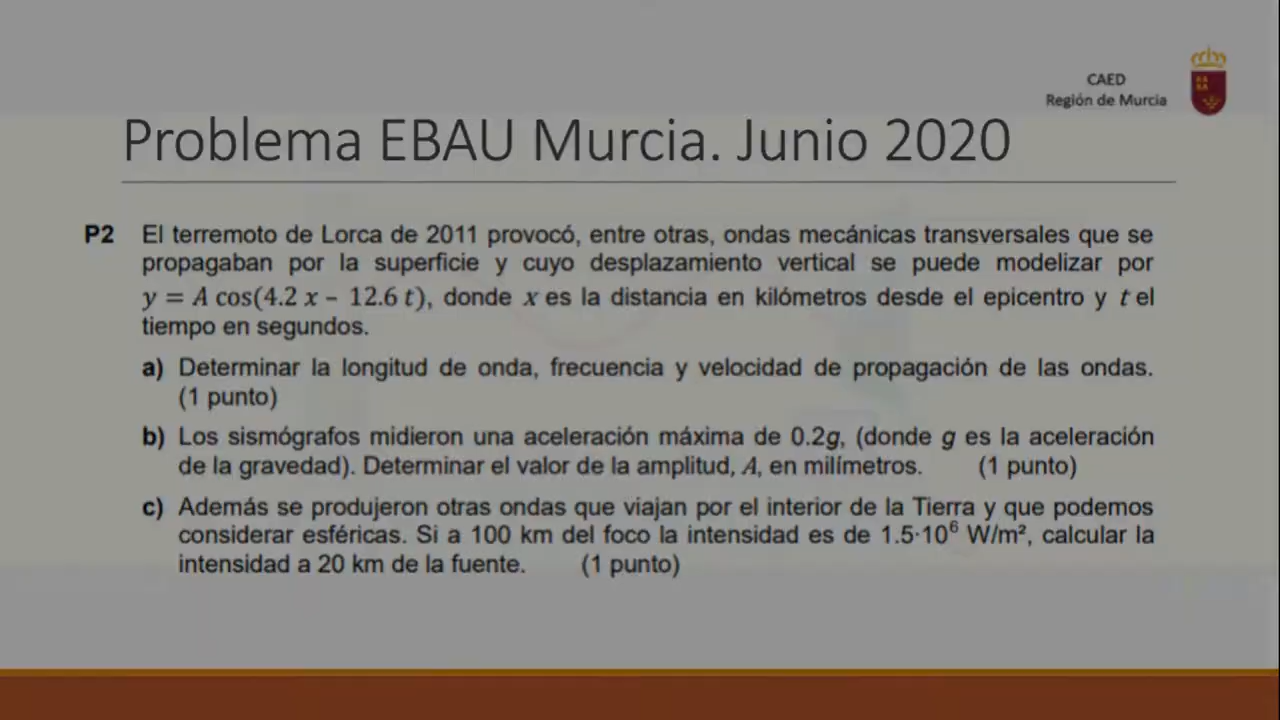 CAED
Región de Murcia
Problema EBAU Murcia. Junio 2020
P2 El terremoto de Lorca de 2011 provocó, entre otras, ondas mecánicas transversales que se
propagaban por la superficie y cuyo desplazamiento vertical se puede modelizar por
y = A cos(4.2 x − 12.6 t), donde x es la distancia en kilómetros desde el epicentro y t el
tiempo en segundos.
a) Determinar la longitud de onda, frecuencia y velocidad de propagación de las ondas.
(1 punto)
b) Los sismógrafos midieron una aceleración máxima de 0.2g, (donde g es la aceleración
de la gravedad). Determinar el valor de la amplitud, A, en milímetros. (1 punto)
c) Además se produjeron otras ondas que viajan por el interior de la Tierra y que podemos
considerar esféricas. Si a 100 km del foco la intensidad es de 1.5·10⁶ W/m², calcular la
intensidad a 20 km de la fuente. (1 punto)